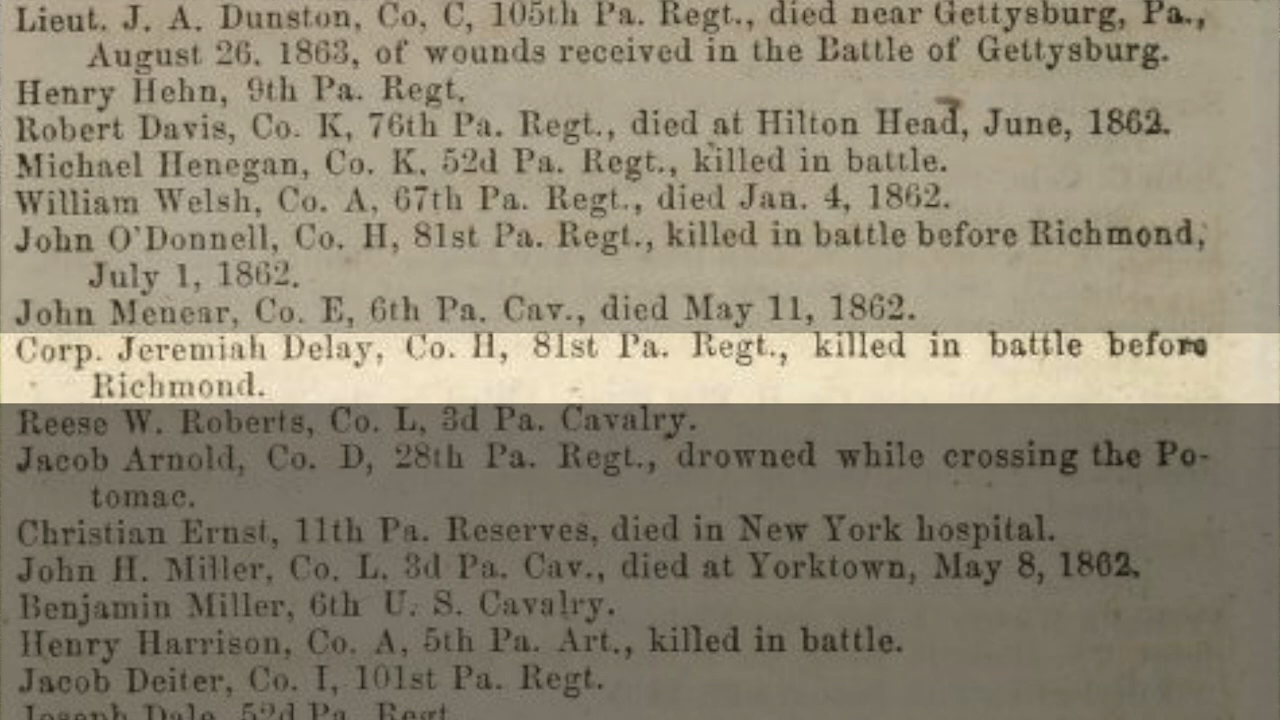 Lieut. J. A. Dunston, Co. C, 105th Pa. Regt., died near Gettysburg, Pa.,
August 26, 1863, of wounds received in the Battle of Gettysburg.
Henry Hehn, 9th Pa. Regt.
Robert Davis, Co. K, 76th Pa. Regt., died at Hilton Head, June, 1862.
Michael Henegan, Co. K, 52d Pa. Regt., killed in battle.
William Welsh, Co. A, 67th Pa. Regt., died Jan. 4, 1862.
John O'Donnell, Co. H, 81st Pa. Regt., killed in battle before Richmond,
July 1, 1862.
John Menear, Co. E, 6th Pa. Cav., died May 11, 1862.
Corp. Jeremiah Delay, Co. H, 81st Pa. Regt., killed in battle before
Richmond.
Reese W. Roberts, Co. L, 3d Pa. Cavalry.
Jacob Arnold, Co. D, 28th Pa. Regt., drowned while crossing the Po-
tomac.
Christian Ernst, 11th Pa. Reserves, died in New York hospital.
John H. Miller, Co. L. 3d Pa. Cav., died at Yorktown, May 8, 1862.
Benjamin Miller, 6th U. S. Cavalry.
Henry Harrison, Co. A, 5th Pa. Art., killed in battle.
Jacob Deiter, Co. I, 101st Pa. Regt.
Joseph Dale, 52d Pa. Regt.